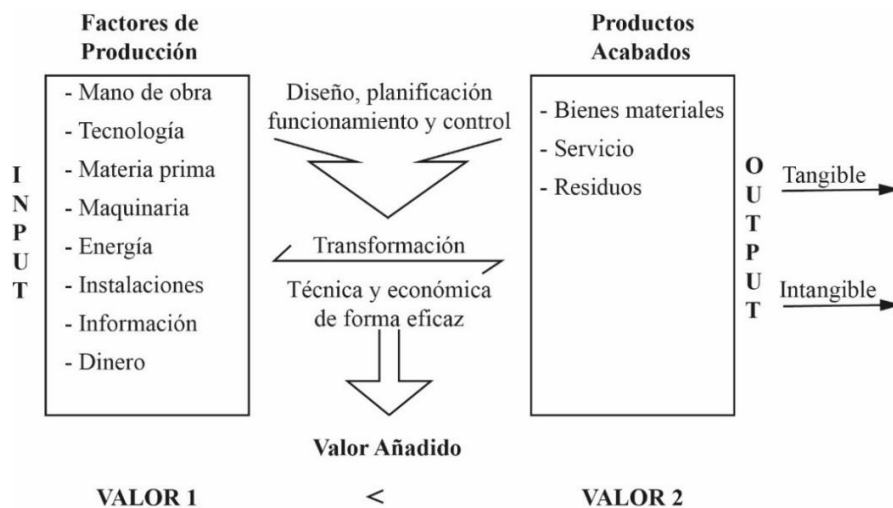 Factores de
Producción
INPUT
- Mano de obra
- Tecnología
- Materia prima
- Maquinaria
- Energía
- Instalaciones
- Información
- Dinero
Diseño, planificación
funcionamiento y control
Transformación
Técnica y económica
de forma eficaz
Valor Añadido
Productos
Acabados
- Bienes materiales
- Servicio
- Residuos
OUTPUT
Tangible
Intangible
VALOR 1 < VALOR 2